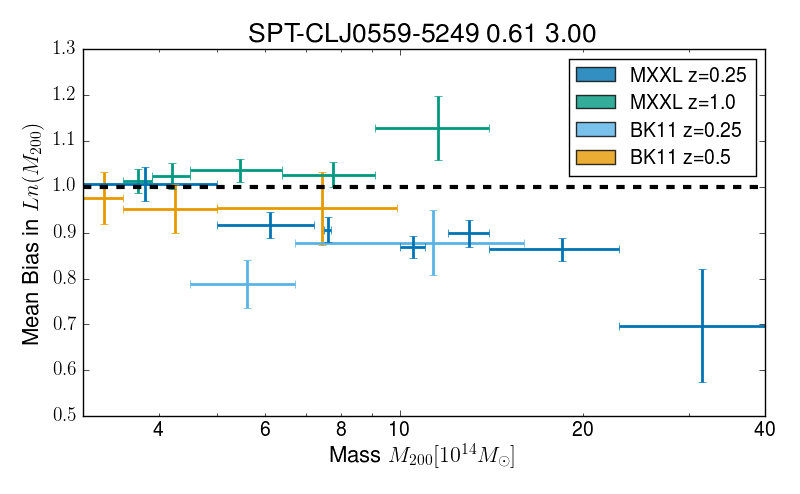 SPT-CLJ0559-5249 0.61 3.00
1.3
1.2
1.1
1.0
0.9
0.8
0.7
0.6
0.5
Mean Bias in Ln(M₂₀₀)
MXXL z=0.25
MXXL z=1.0
BK11 z=0.25
BK11 z=0.5
4 6 8 10 20 40
Mass M₂₀₀[10¹⁴M⊙]